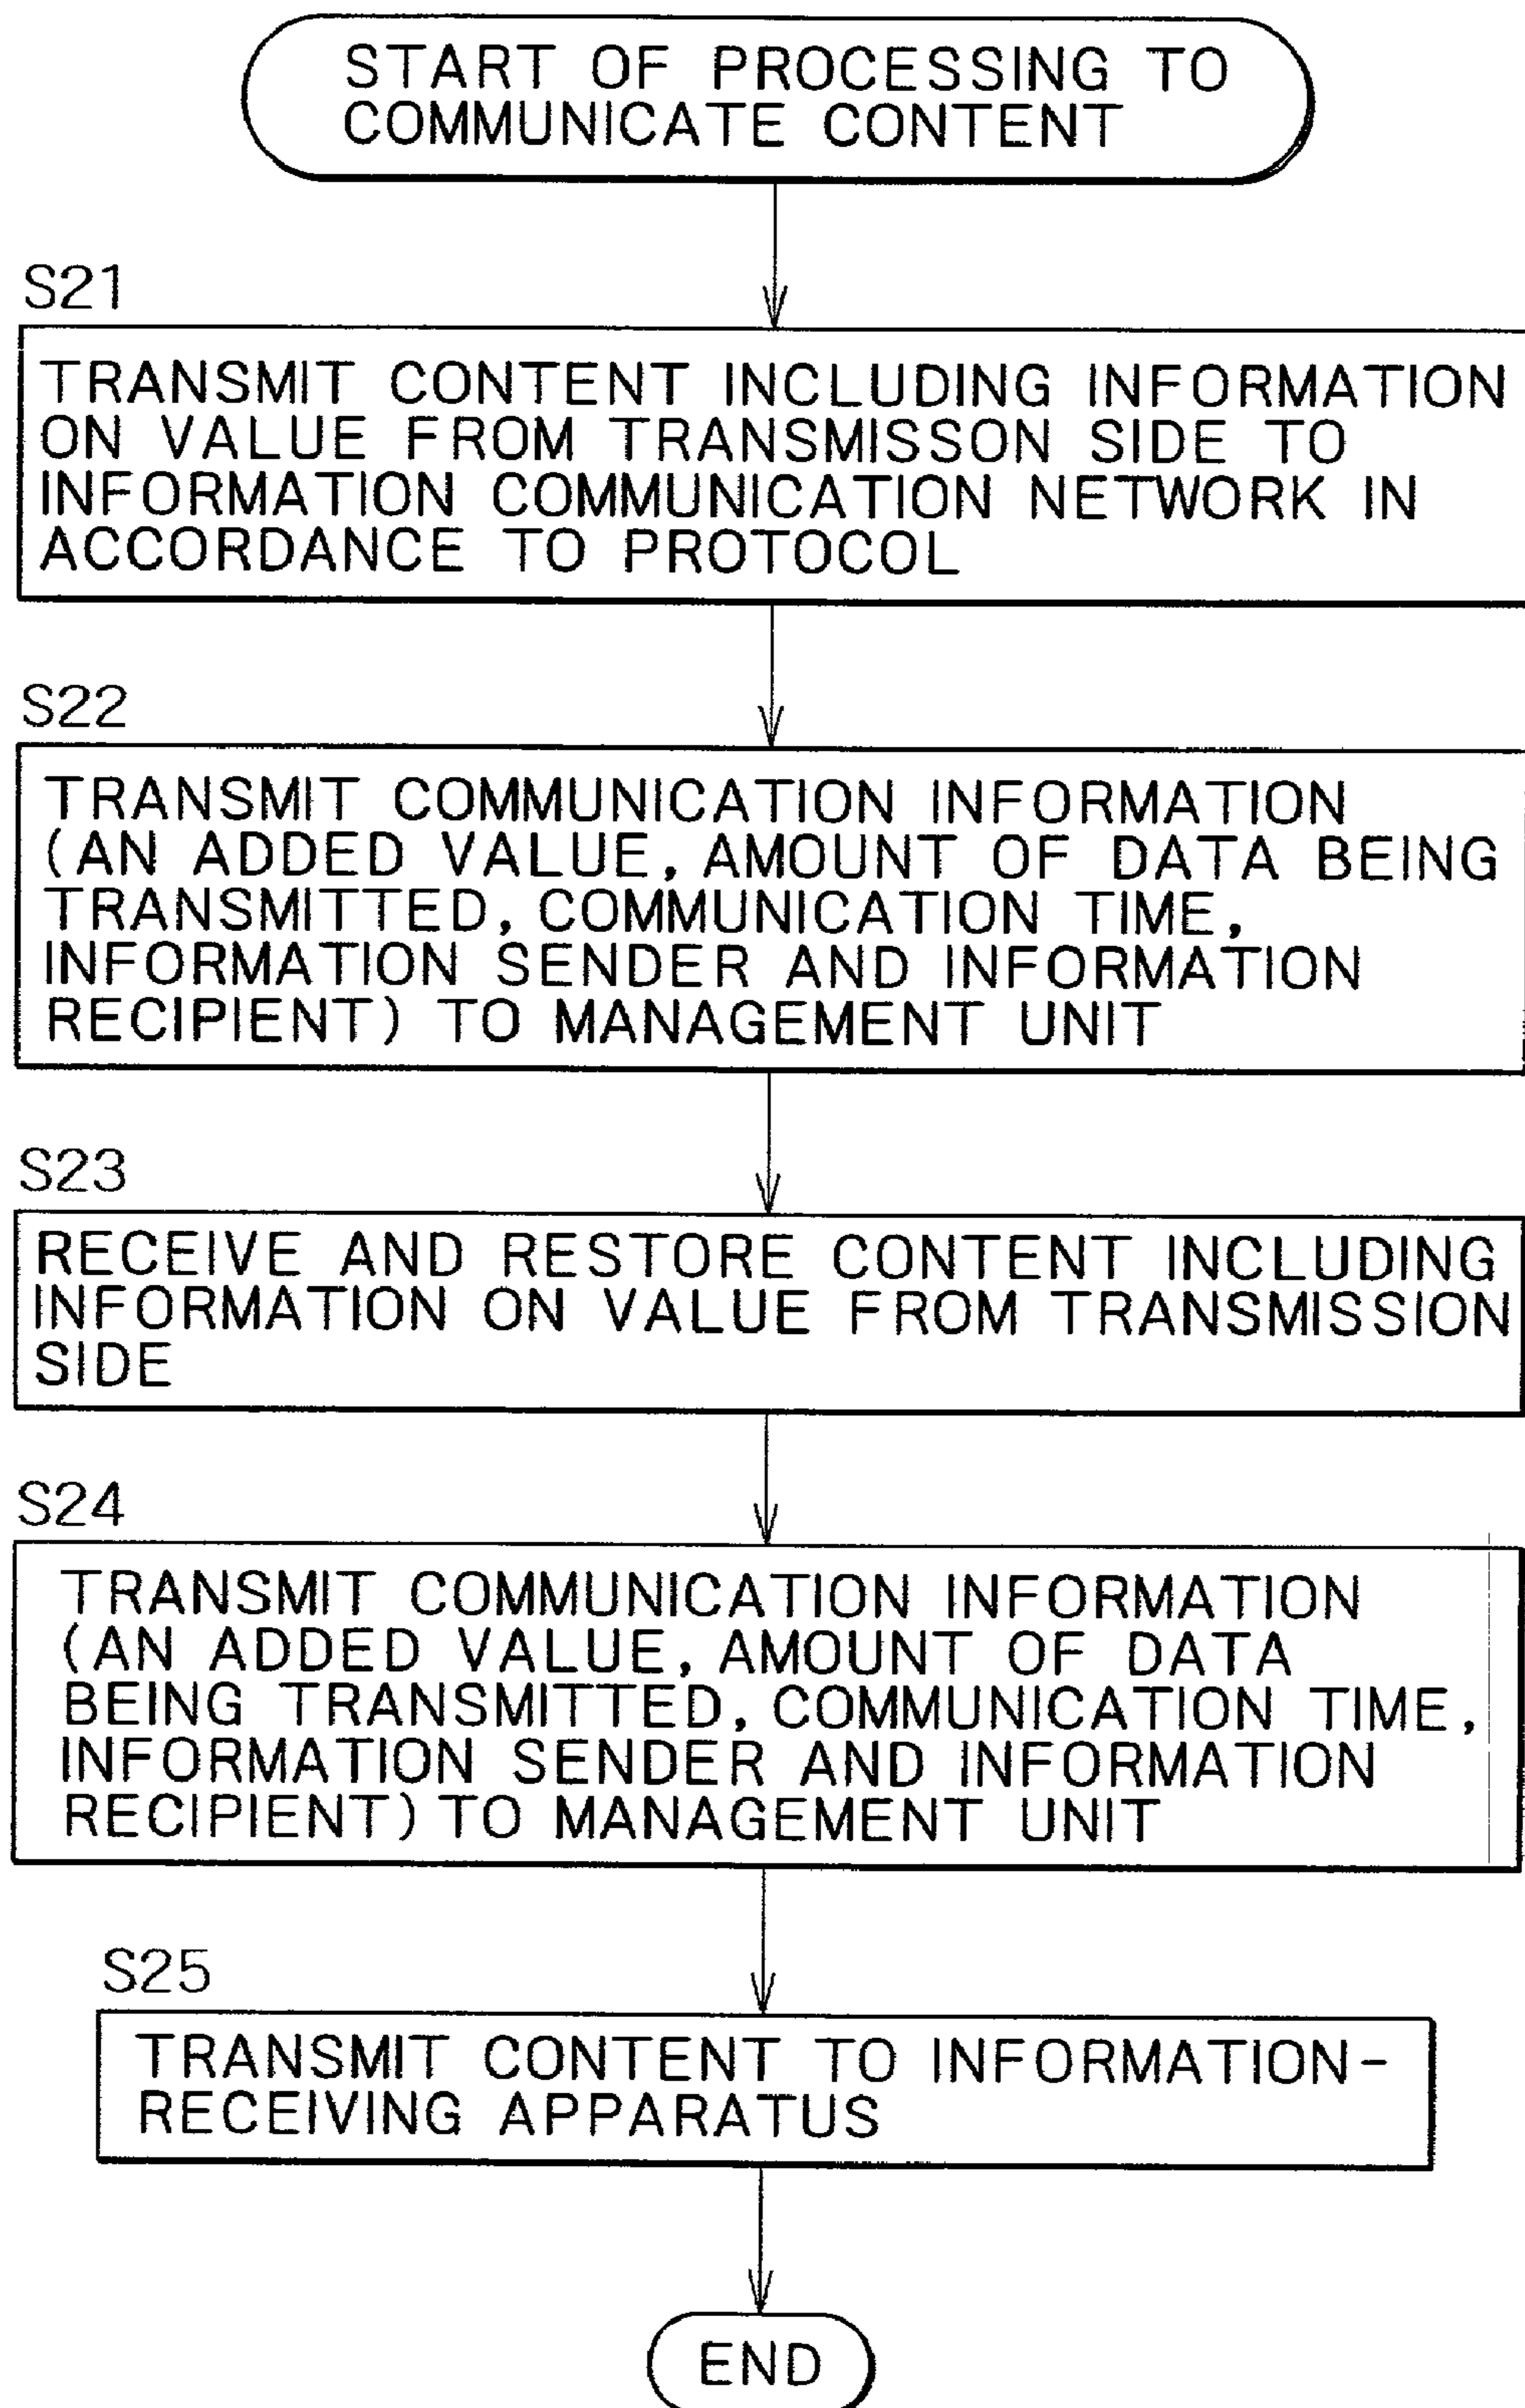 START OF PROCESSING TO
COMMUNICATE CONTENT
S21
TRANSMIT CONTENT INCLUDING INFORMATION
ON VALUE FROM TRANSMISSON SIDE TO
INFORMATION COMMUNICATION NETWORK IN
ACCORDANCE TO PROTOCOL
S22
TRANSMIT COMMUNICATION INFORMATION
(AN ADDED VALUE, AMOUNT OF DATA BEING
TRANSMITTED, COMMUNICATION TIME,
INFORMATION SENDER AND INFORMATION
RECIPIENT) TO MANAGEMENT UNIT
S23
RECEIVE AND RESTORE CONTENT INCLUDING
INFORMATION ON VALUE FROM TRANSMISSION
SIDE
S24
TRANSMIT COMMUNICATION INFORMATION
(AN ADDED VALUE, AMOUNT OF DATA
BEING TRANSMITTED, COMMUNICATION TIME,
INFORMATION SENDER AND INFORMATION
RECIPIENT) TO MANAGEMENT UNIT
S25
TRANSMIT CONTENT TO INFORMATION-
RECEIVING APPARATUS
END